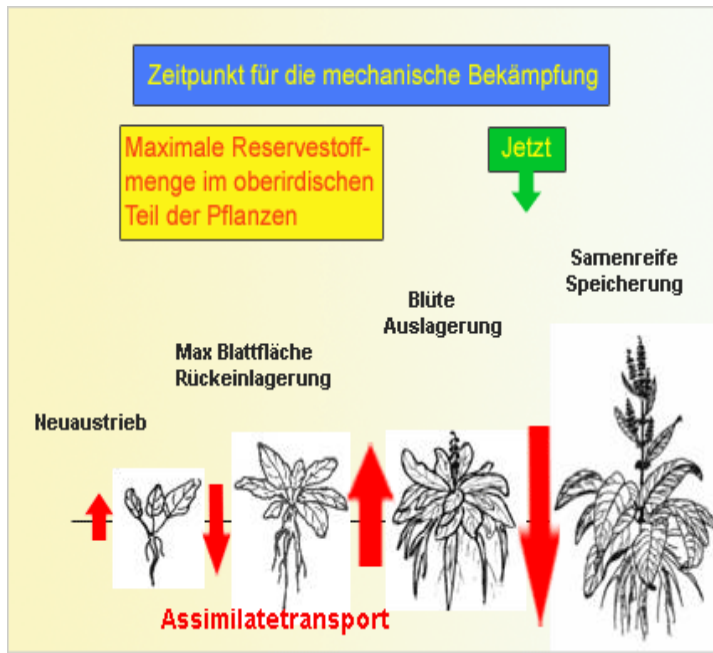 Zeitpunkt für die mechanische Bekämpfung
Maximale Reservestoff-
menge im oberirdischen
Teil der Pflanzen
Jetzt
Samenreife
Speicherung
Blüte
Auslagerung
Max Blattfläche
Rückeinlagerung
Neuaustrieb
Assimilatetransport